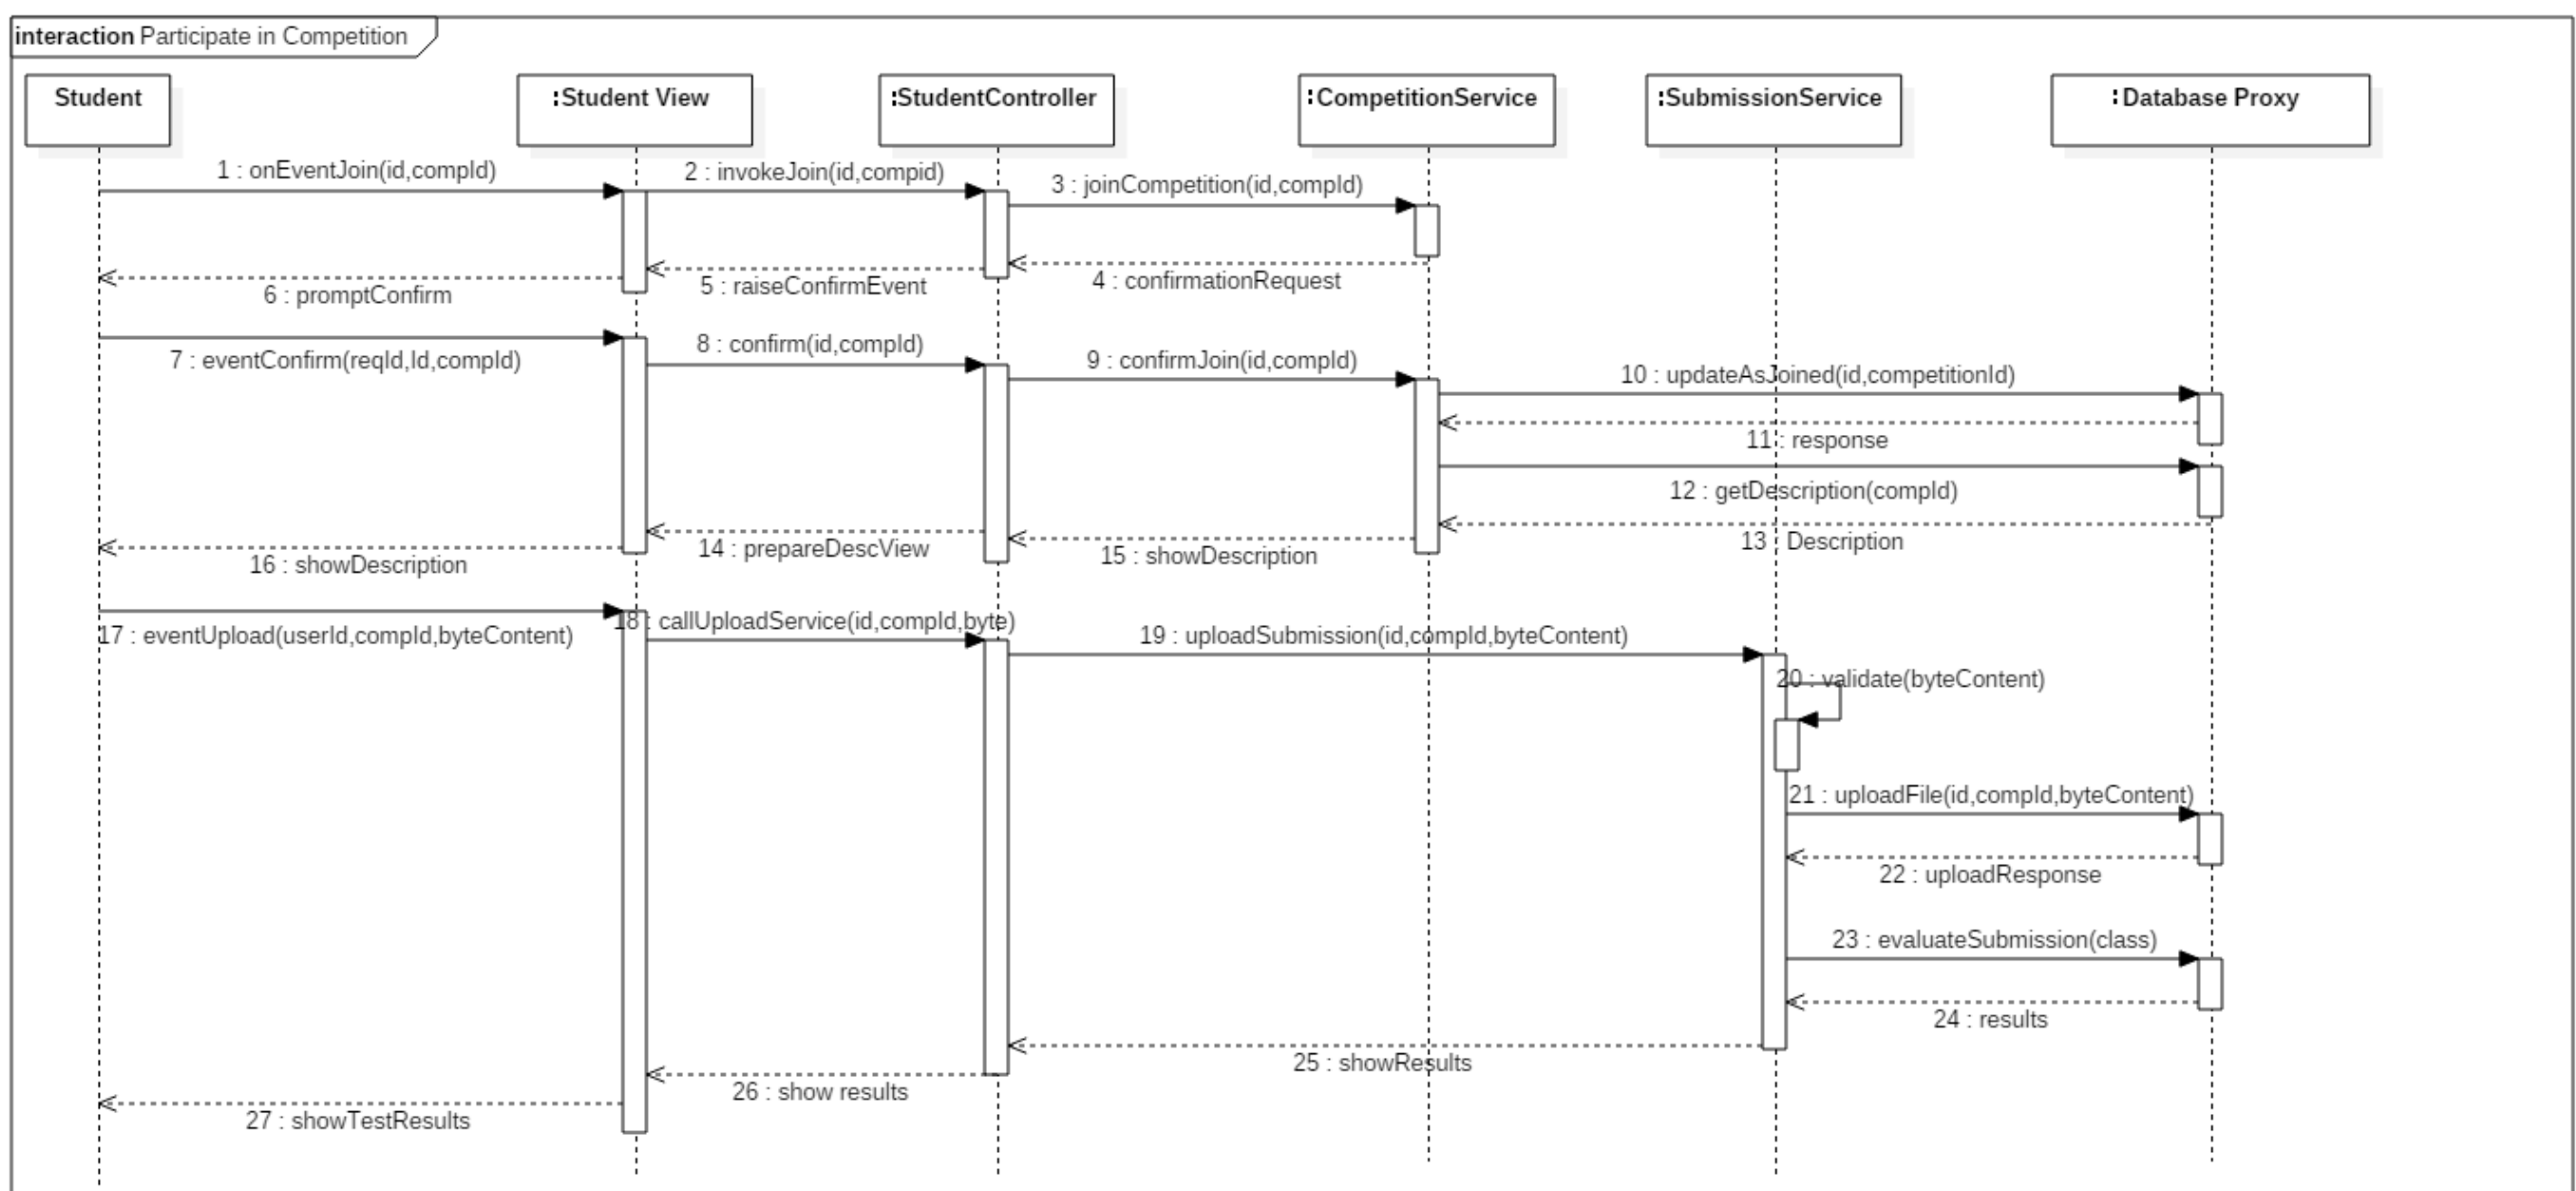 interaction Participate in Competition
Student
:Student View
:StudentController
:CompetitionService
:SubmissionService
:Database Proxy
1 : onEventJoin(id,compId)
2 : invokeJoin(id,compid)
3 : joinCompetition(id,compId)
4 : confirmationRequest
5 : raiseConfirmEvent
6 : promptConfirm
7 : eventConfirm(reqId,Id,compId)
8 : confirm(id,compId)
9 : confirmJoin(id,compId)
10 : updateAsJoined(id,competitionId)
11 : response
12 : getDescription(compId)
13 : Description
14 : prepareDescView
15 : showDescription
16 : showDescription
17 : eventUpload(userId,compId,byteContent)
18 : callUploadService(id,compId,byte)
19 : uploadSubmission(id,compId,byteContent)
20 : validate(byteContent)
21 : uploadFile(id,compId,byteContent)
22 : uploadResponse
23 : evaluateSubmission(class)
24 : results
25 : showResults
26 : show results
27 : showTestResults